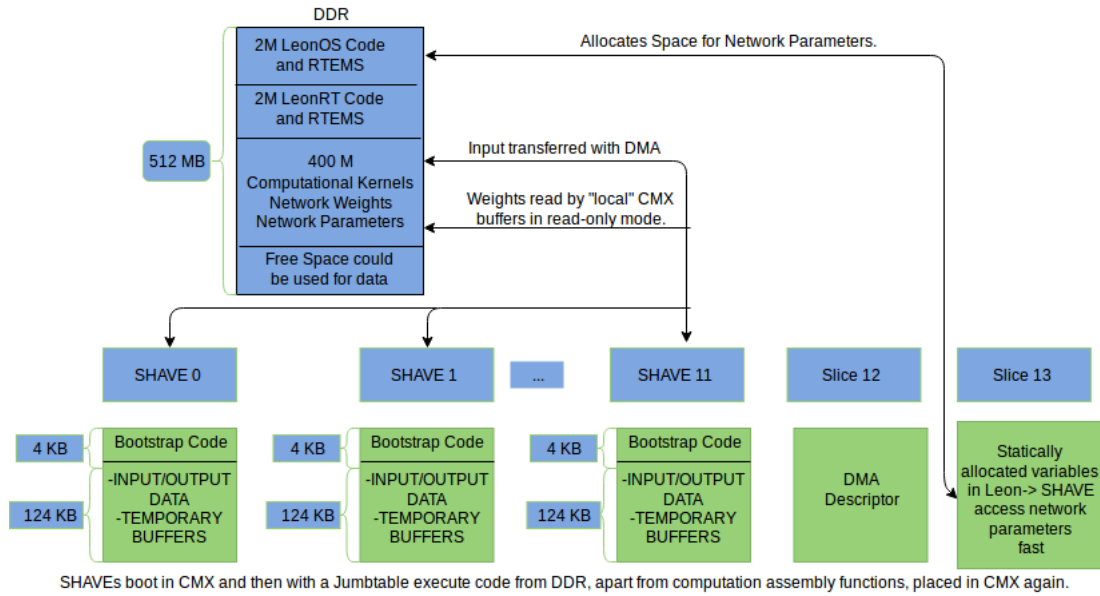 DDR
2M LeonOS Code
and RTEMS
Allocates Space for Network Parameters.
2M LeonRT Code
and RTEMS
512 MB
400 M
Computational Kernels
Network Weights
Network Parameters
Input transferred with DMA
Weights read by "local" CMX
buffers in read-only mode.
Free Space could
be used for data
SHAVE 0
SHAVE 1
...
SHAVE 11
Slice 12
Slice 13
4 KB
Bootstrap Code
124 KB
-INPUT/OUTPUT
DATA
-TEMPORARY
BUFFERS
4 KB
Bootstrap Code
124 KB
-INPUT/OUTPUT
DATA
-TEMPORARY
BUFFERS
4 KB
Bootstrap Code
124 KB
-INPUT/OUTPUT
DATA
-TEMPORARY
BUFFERS
DMA
Descriptor
Statically
allocated variables
in Leon-> SHAVE
access network
parameters
fast
SHAVEs boot in CMX and then with a Jumbtable execute code from DDR, apart from computation assembly functions, placed in CMX again.